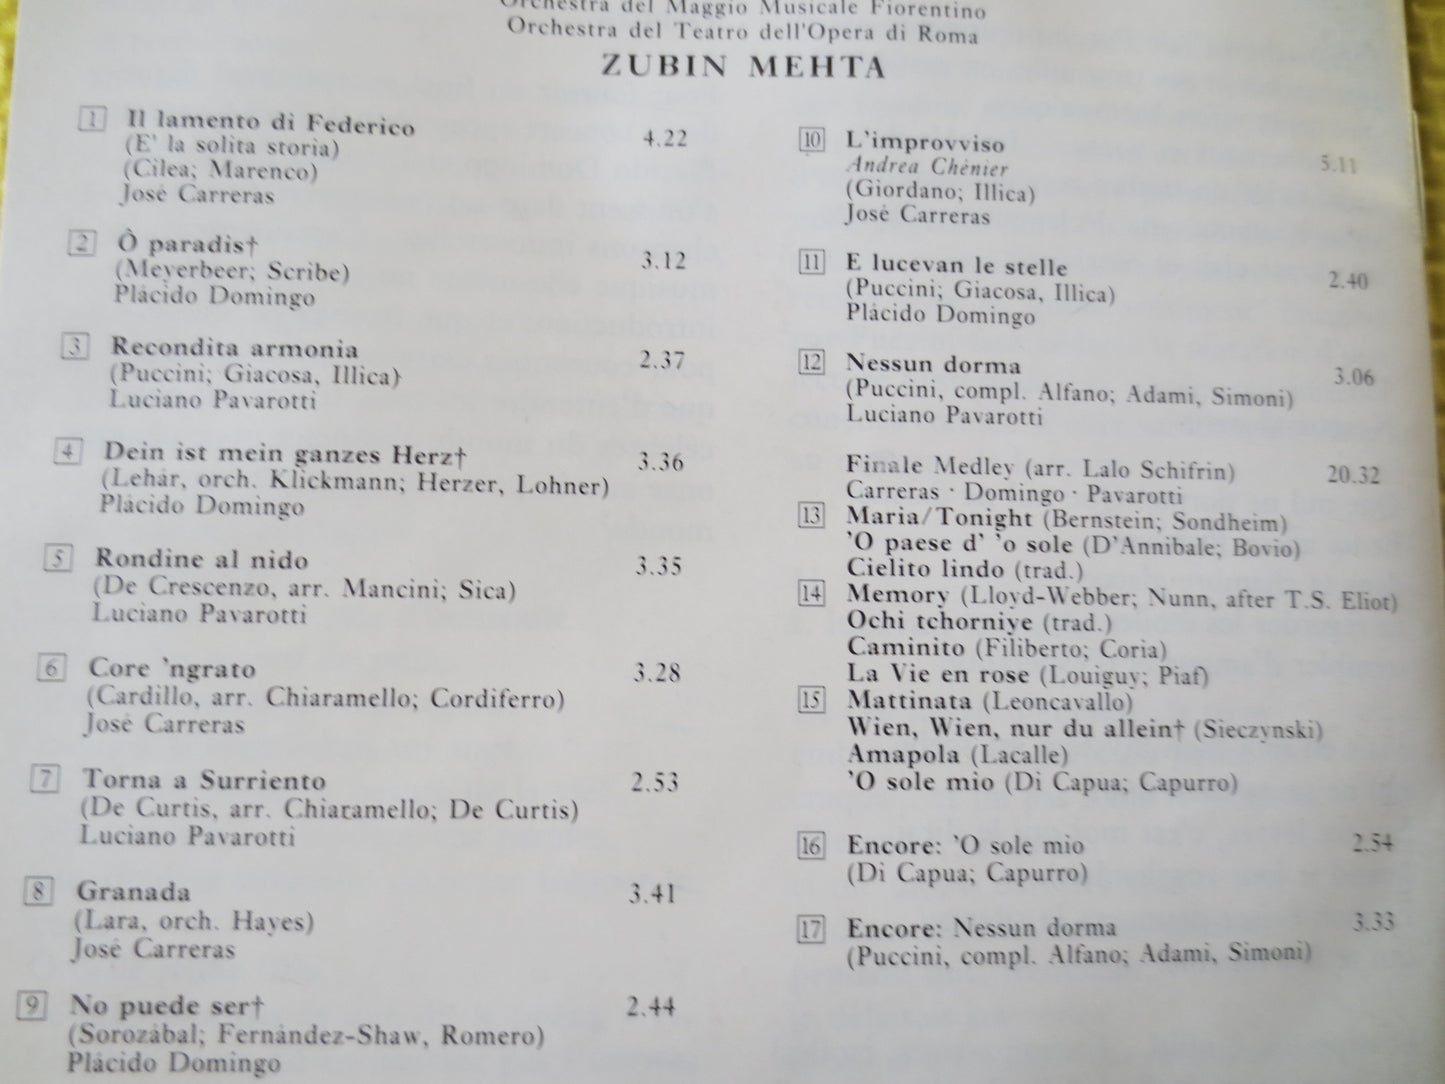 Orchestra del Maggio Musicale Fiorentino
Orchestra del Teatro dell'Opera di Roma
ZUBIN MEHTA
1 Il lamento di Federico 4.22
(E' la solita storia)
(Cilea; Marenco)
José Carreras
2 Ô paradis† 3.12
(Meyerbeer; Scribe)
Plácido Domingo
3 Recondita armonia 2.37
(Puccini; Giacosa, Illica)
Luciano Pavarotti
4 Dein ist mein ganzes Herz† 3.36
(Lehár, orch. Klickmann; Herzer, Lohner)
Plácido Domingo
5 Rondine al nido 3.35
(De Crescenzo, arr. Mancini; Sica)
Luciano Pavarotti
6 Core 'ngrato 3.28
(Cardillo, arr. Chiaramello; Cordiferro)
José Carreras
7 Torna a Surriento 2.53
(De Curtis, arr. Chiaramello; De Curtis)
Luciano Pavarotti
8 Granada 3.41
(Lara, orch. Hayes)
José Carreras
9 No puede ser† 2.44
(Sorozábal; Fernández-Shaw, Romero)
Plácido Domingo
10 L'improvviso 5.11
Andrea Chénier
(Giordano; Illica)
José Carreras
11 E lucevan le stelle 2.40
(Puccini; Giacosa, Illica)
Plácido Domingo
12 Nessun dorma 3.06
(Puccini, compl. Alfano; Adami, Simoni)
Luciano Pavarotti
Finale Medley (arr. Lalo Schifrin) 20.32
Carreras · Domingo · Pavarotti
13 Maria/Tonight (Bernstein; Sondheim)
'O paese d' 'o sole (D'Annibale; Bovio)
Cielito lindo (trad.)
14 Memory (Lloyd-Webber; Nunn, after T.S. Eliot)
Ochi tchorniye (trad.)
Caminito (Filiberto; Coria)
La Vie en rose (Louiguy; Piaf)
15 Mattinata (Leoncavallo)
Wien, Wien, nur du allein† (Sieczynski)
Amapola (Lacalle)
'O sole mio (Di Capua; Capurro)
16 Encore: 'O sole mio 2.54
(Di Capua; Capurro)
17 Encore: Nessun dorma 3.33
(Puccini, compl. Alfano; Adami, Simoni)